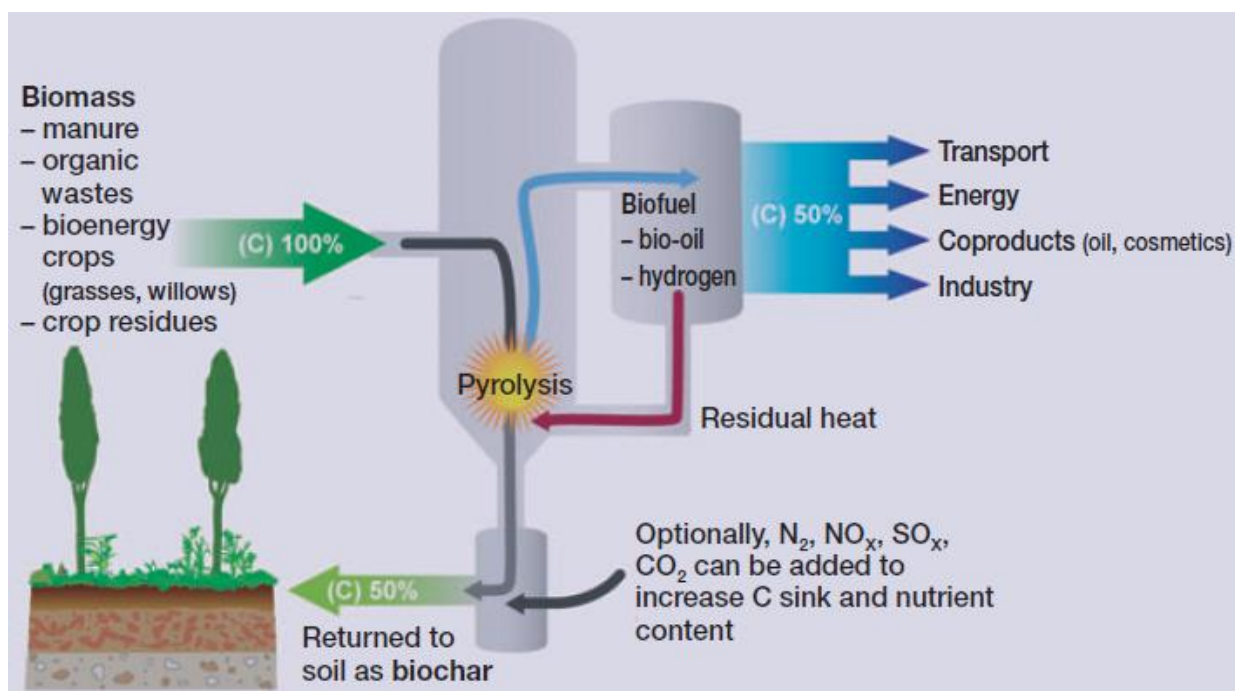 Biomass
– manure
– organic
wastes
– bioenergy
crops
(grasses, willows)
– crop residues
(C) 100%
Pyrolysis
Biofuel
– bio-oil
– hydrogen
(C) 50%
Transport
Energy
Coproducts (oil, cosmetics)
Industry
Residual heat
Optionally, N₂, NOₓ, SOₓ,
CO₂ can be added to
increase C sink and nutrient
content
(C) 50%
Returned to
soil as biochar